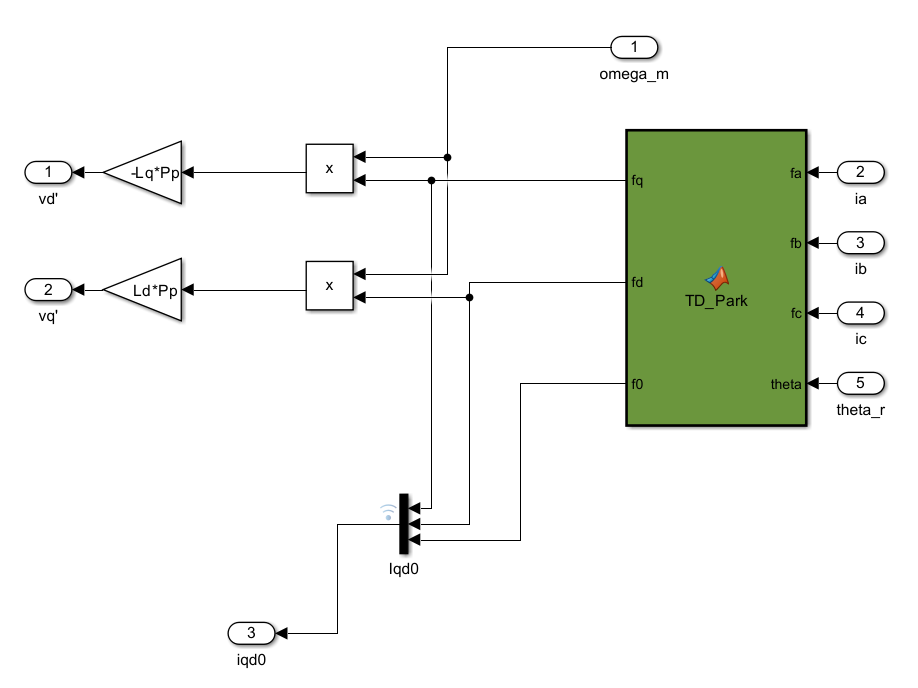 1
omega_m
1
vd'
-Lq*Pp
x
fq
fa
2
ia
fb
3
ib
2
vq'
Ld*Pp
x
fd
TD_Park
fc
4
ic
f0
theta
5
theta_r
Iqd0
3
iqd0